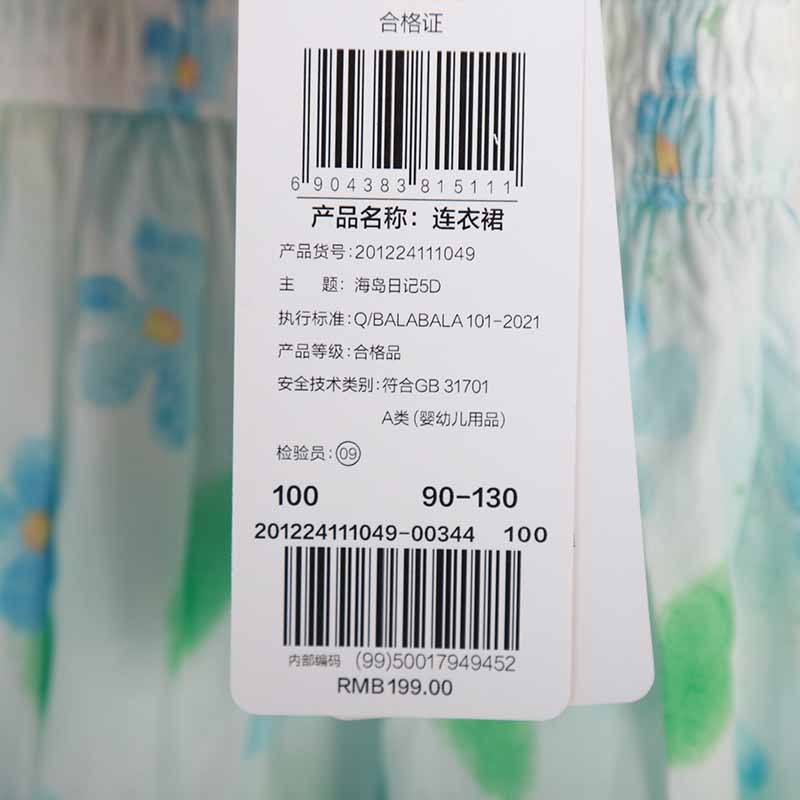 合格证
6904383815111
产品名称：连衣裙
产品货号:201224111049
主 题：海岛日记5D
执行标准:Q/BALABALA 101-2021
产品等级:合格品
安全技术类别:符合GB 31701
A类(婴幼儿用品)
检验员:09
100 90-130
201224111049-00344 100
内部编码 (99)50017949452
RMB199.00